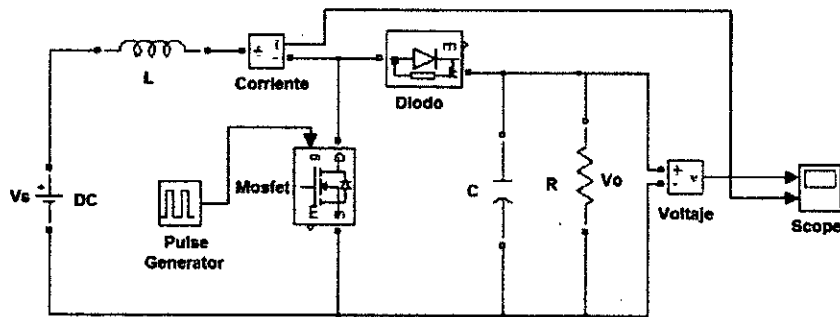 L
+
i
-
Corriente
m
Diodo
Vs
+
DC
Pulse
Generator
Mosfet
g
D
m
S
C
R
Vo
+
-
v
Voltaje
Scope